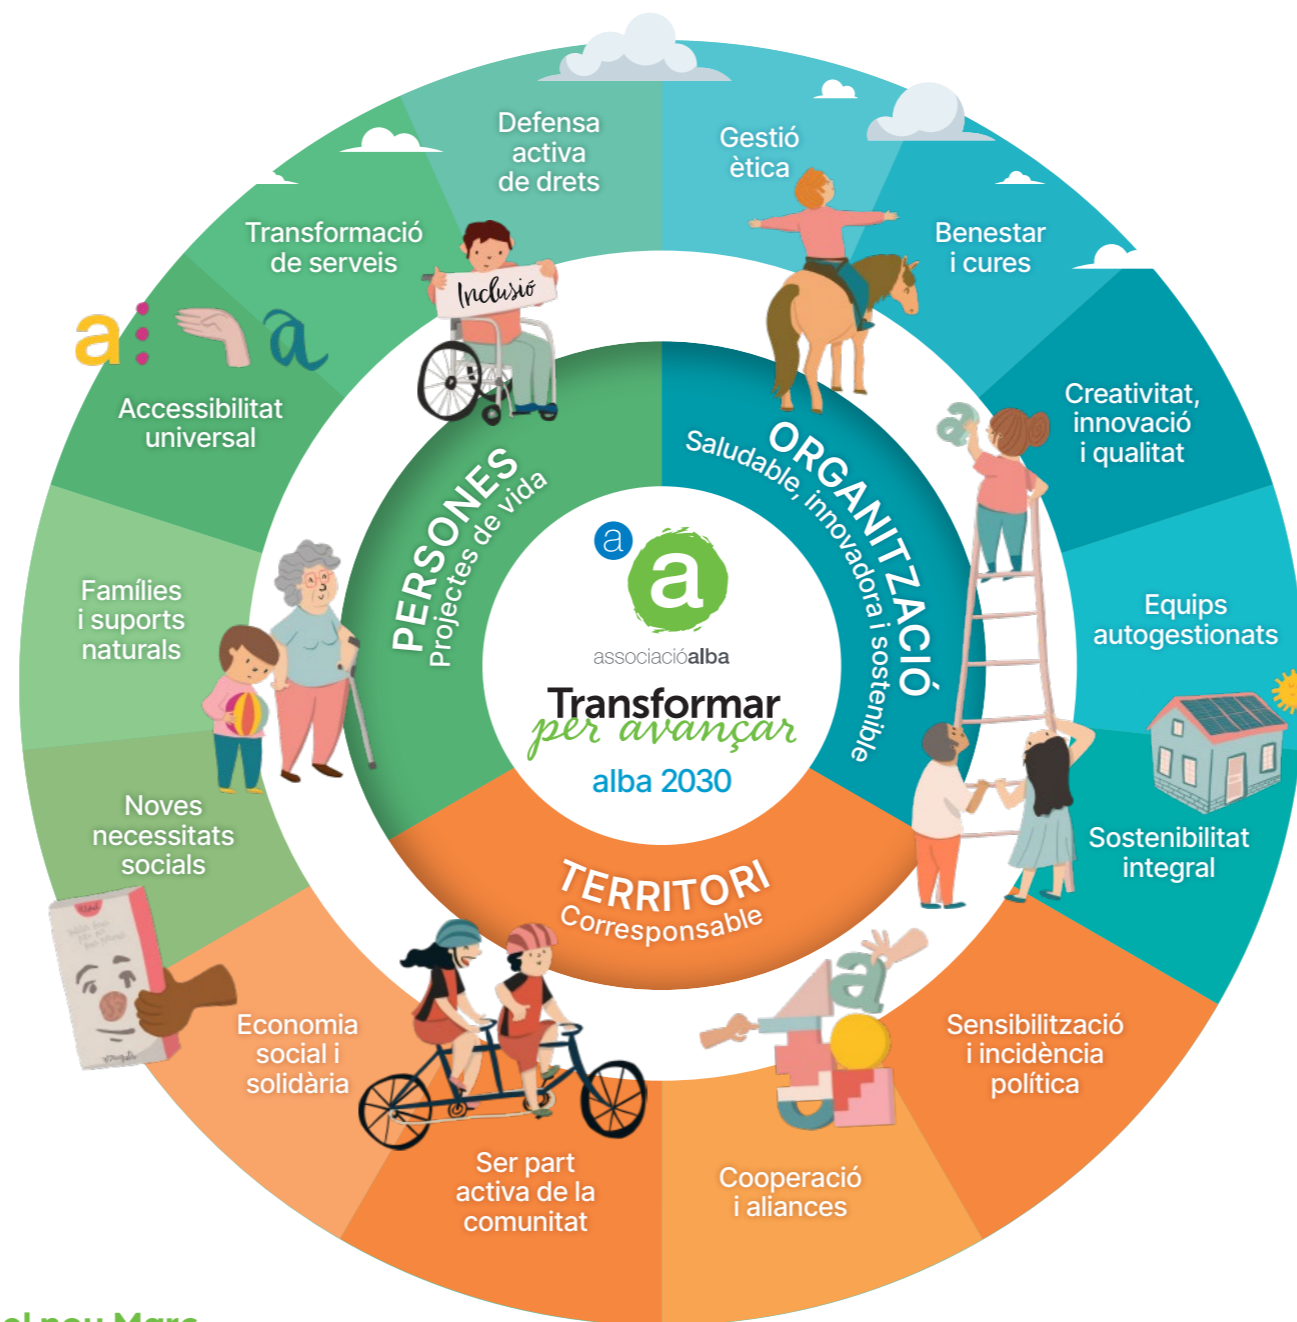 Defensa
activa
de drets
Gestió
ètica
Benestar
i cures
Creativitat,
innovació
i qualitat
Equips
autogestionats
Sostenibilitat
integral
Sensibilització
i incidència
política
Cooperació
i aliances
Ser part
activa de la
comunitat
Economia
social i
solidària
Noves
necessitats
socials
Famílies
i suports
naturals
Accessibilitat
universal
Transformació
de serveis
a
a
Inclusió
a
a
PERSONES
Projectes de vida
ORGANITZACIÓ
Saludable, innovadora i sostenible
TERRITORI
Corresponsable
a
a
associacióalba
Transformar
per avançar
alba 2030
el nou Marc